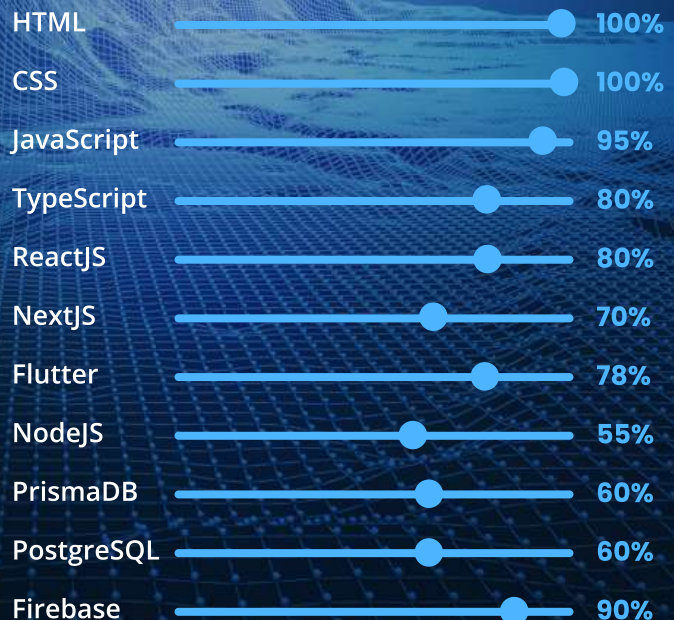 HTML 100%
CSS 100%
JavaScript 95%
TypeScript 80%
ReactJS 80%
NextJS 70%
Flutter 78%
NodeJS 55%
PrismaDB 60%
PostgreSQL 60%
Firebase 90%